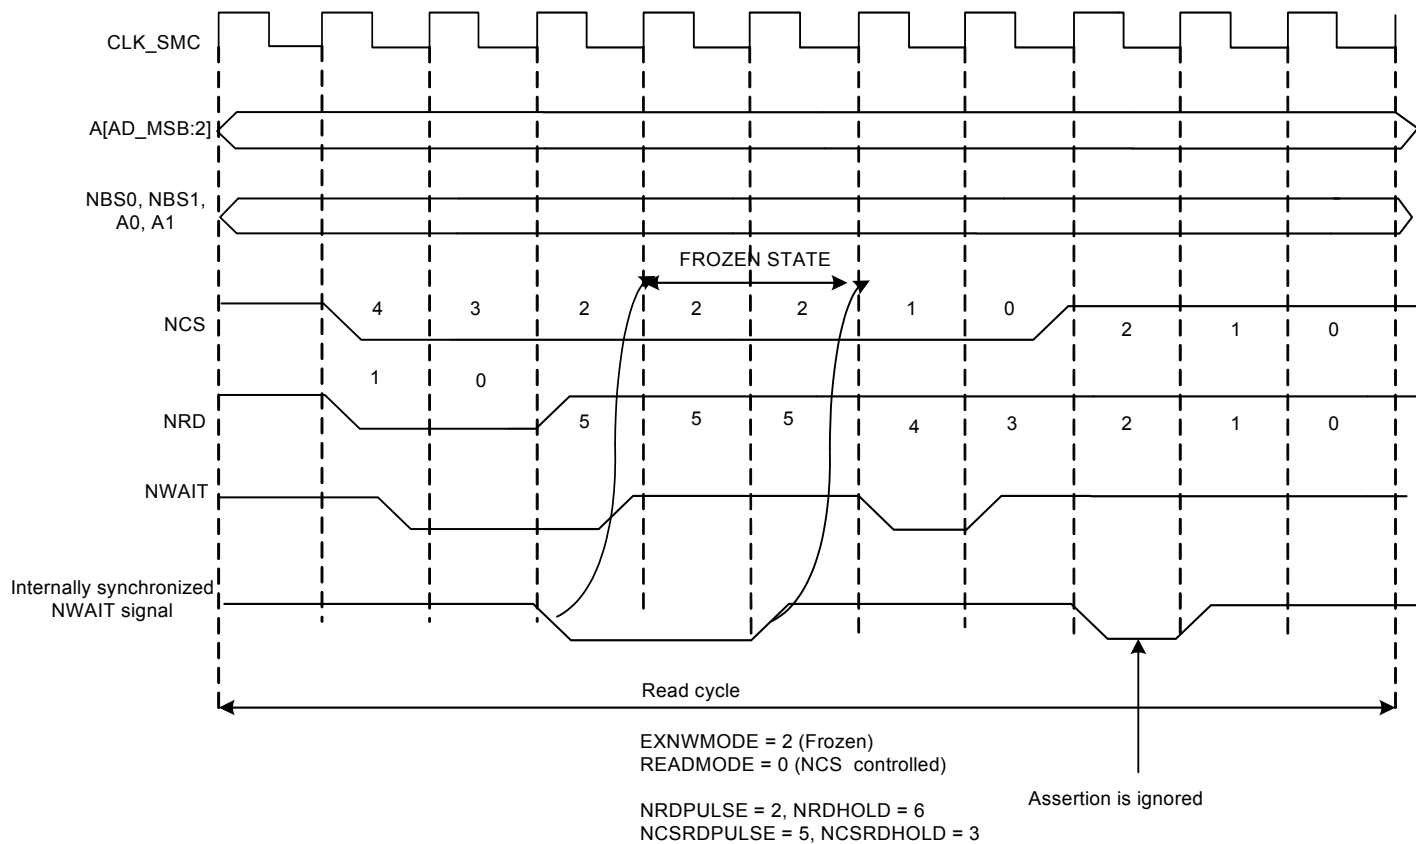 CLK_SMC
A[AD_MSB:2]
NBS0, NBS1,
A0, A1
FROZEN STATE
4 3 2 2 2 1 0
NCS
2 1 0
1 0
NRD
5 5 5 4 3 2 1 0
NWAIT
Internally synchronized
NWAIT signal
Read cycle
EXNWMODE = 2 (Frozen)
READMODE = 0 (NCS controlled)
Assertion is ignored
NRDPULSE = 2, NRDHOLD = 6
NCSRDPULSE = 5, NCSRDHOLD = 3